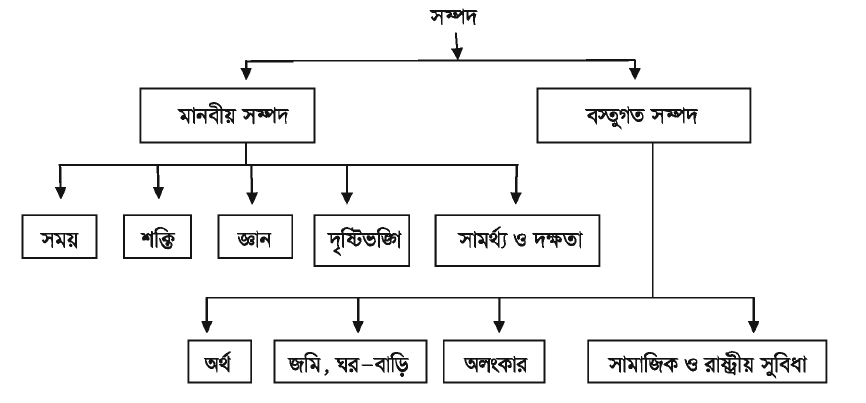 সম্পদ
মানবীয় সম্পদ
বস্তুগত সম্পদ
সময়
শক্তি
জ্ঞান
দৃষ্টিভঙ্গি
সামর্থ্য ও দক্ষতা
অর্থ
জমি, ঘর-বাড়ি
অলংকার
সামাজিক ও রাষ্ট্রীয় সুবিধা